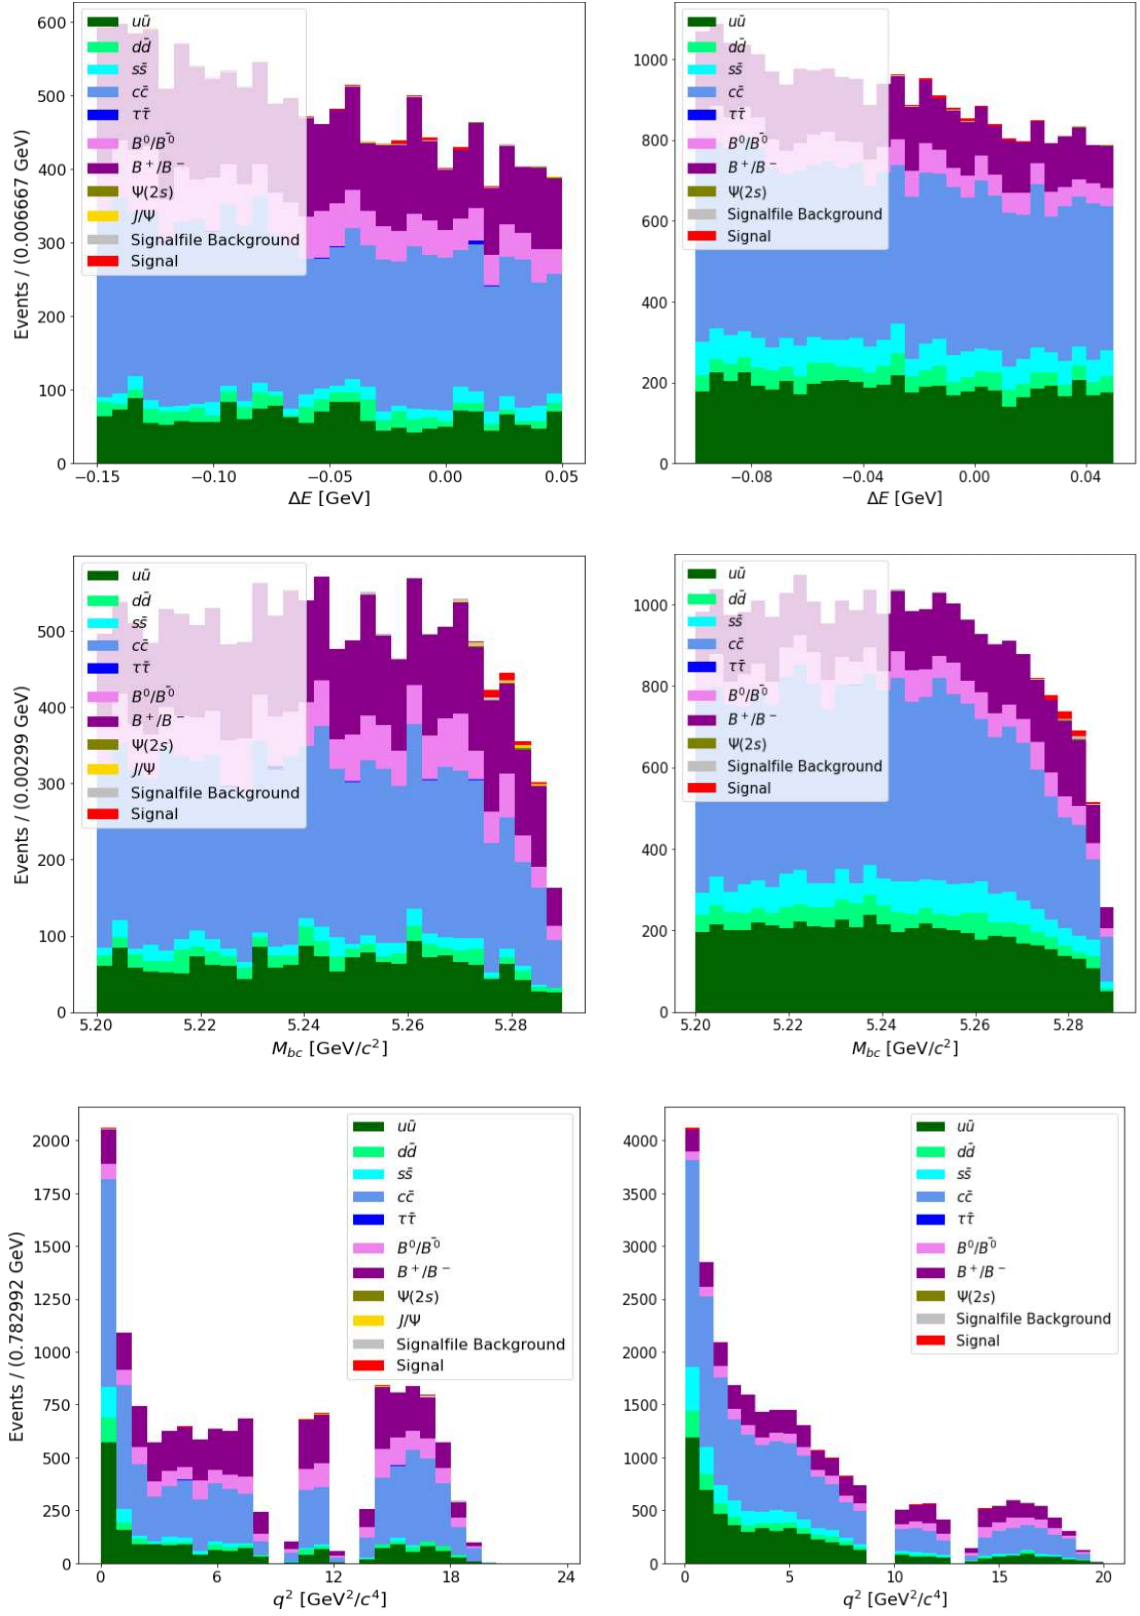 Events / (0.006667 GeV)
600
500
400
300
200
100
0
uū
dd̄
ss̄
cc̄
ττ̄
B⁰/B̄⁰
B⁺/B⁻
Ψ(2s)
J/Ψ
Signalfile Background
Signal
−0.15 −0.10 −0.05 0.00 0.05
ΔE [GeV]
1000
800
600
400
200
0
uū
dd̄
ss̄
cc̄
ττ̄
B⁰/B̄⁰
B⁺/B⁻
Ψ(2s)
Signalfile Background
Signal
−0.08 −0.04 0.00 0.04
ΔE [GeV]
Events / (0.00299 GeV)
500
400
300
200
100
0
uū
dd̄
ss̄
cc̄
ττ̄
B⁰/B̄⁰
B⁺/B⁻
Ψ(2s)
J/Ψ
Signalfile Background
Signal
5.20 5.22 5.24 5.26 5.28
M_bc [GeV/c²]
1000
800
600
400
200
0
uū
dd̄
ss̄
cc̄
ττ̄
B⁰/B̄⁰
B⁺/B⁻
Ψ(2s)
Signalfile Background
Signal
5.20 5.22 5.24 5.26 5.28
M_bc [GeV/c²]
Events / (0.782992 GeV)
2000
1750
1500
1250
1000
750
500
250
0
uū
dd̄
ss̄
cc̄
ττ̄
B⁰/B̄⁰
B⁺/B⁻
Ψ(2s)
J/Ψ
Signalfile Background
Signal
0 6 12 18 24
q² [GeV²/c⁴]
4000
3500
3000
2500
2000
1500
1000
500
0
uū
dd̄
ss̄
cc̄
ττ̄
B⁰/B̄⁰
B⁺/B⁻
Ψ(2s)
Signalfile Background
Signal
0 5 10 15 20
q² [GeV²/c⁴]